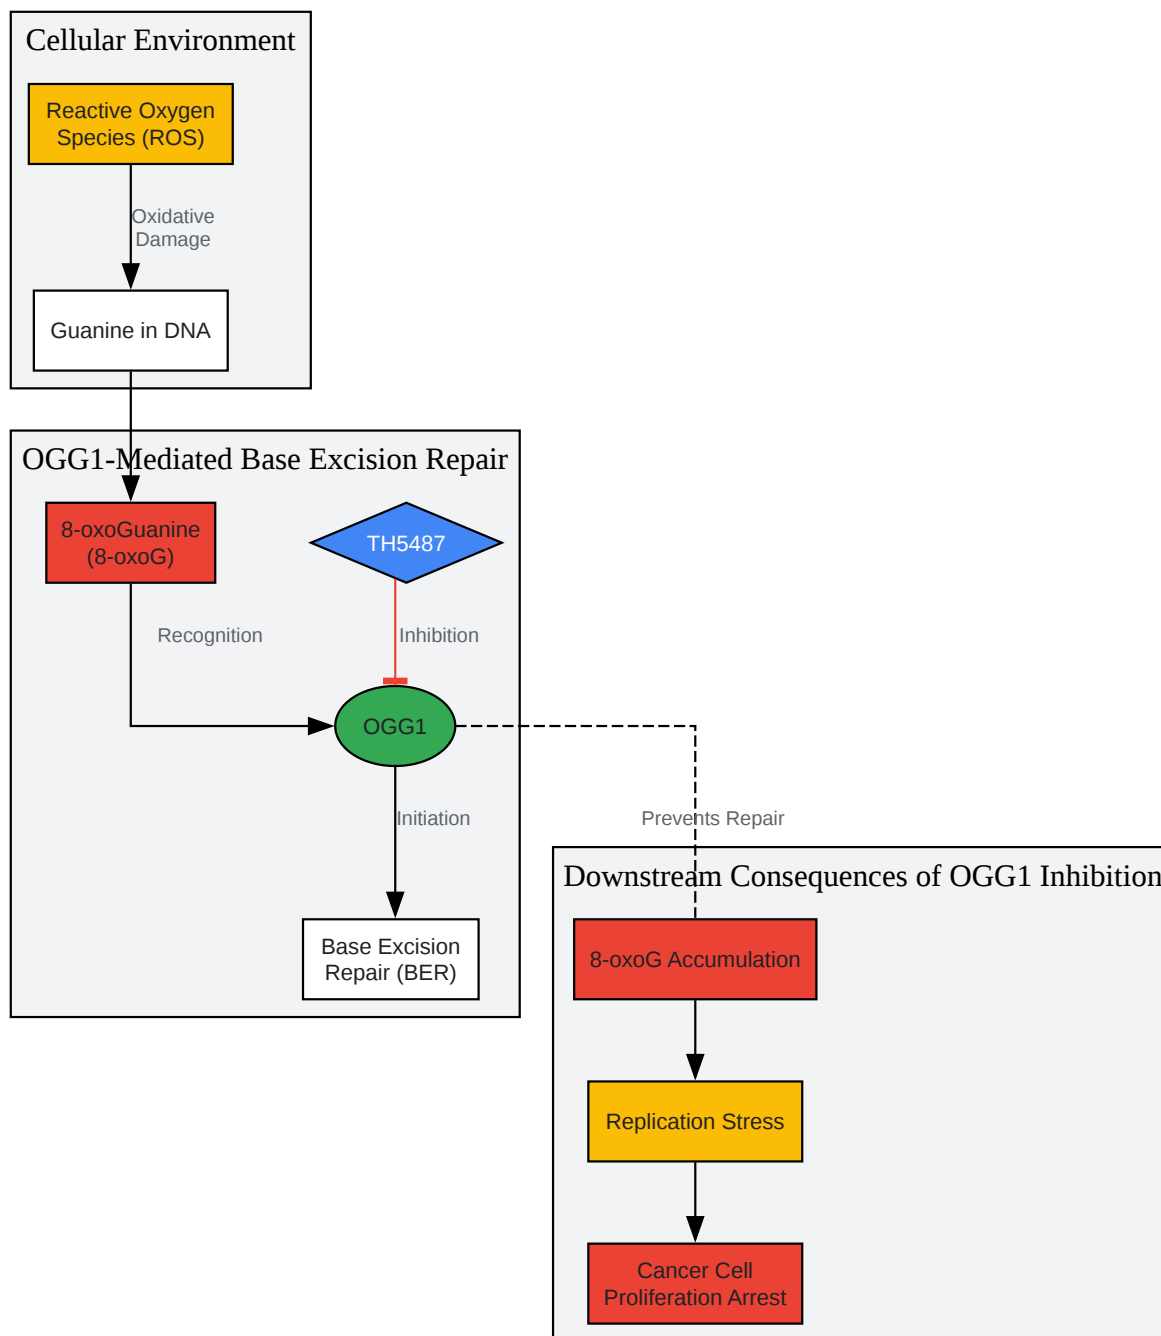 Cellular Environment
Reactive Oxygen
Species (ROS)
Oxidative
Damage
Guanine in DNA
OGG1-Mediated Base Excision Repair
8-oxoGuanine
(8-oxoG)
TH5487
Recognition
Inhibition
OGG1
Initiation
Prevents Repair
Base Excision
Repair (BER)
Downstream Consequences of OGG1 Inhibition
8-oxoG Accumulation
Replication Stress
Cancer Cell
Proliferation Arrest